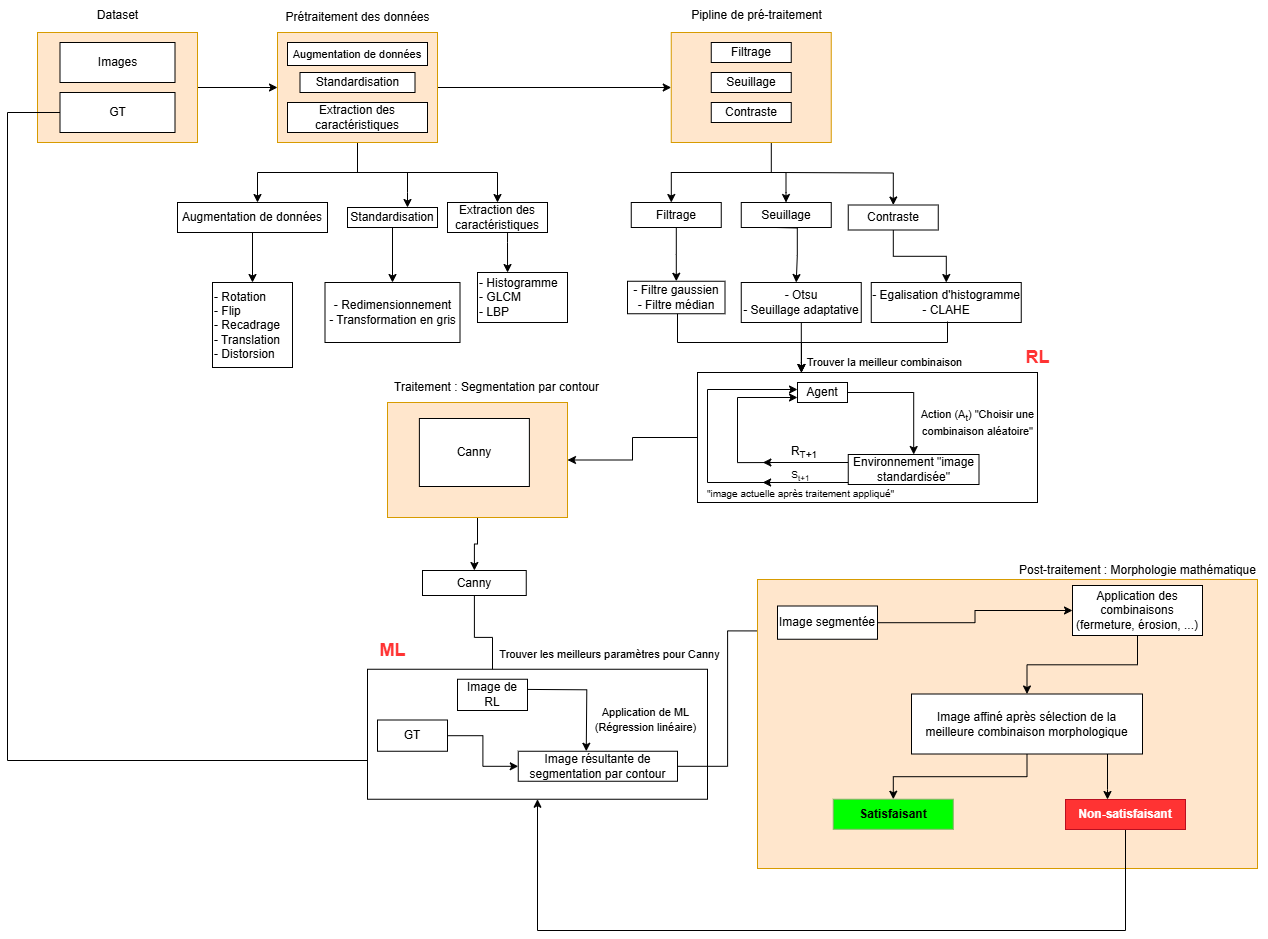 Dataset
Images
GT
Prétraitement des données
Augmentation de données
Standardisation
Extraction des
caractéristiques
Pipline de pré-traitement
Filtrage
Seuillage
Contraste
Augmentation de données
- Rotation
- Flip
- Recadrage
- Translation
- Distorsion
Standardisation
- Redimensionnement
- Transformation en gris
Extraction des
caractéristiques
- Histogramme
- GLCM
- LBP
Filtrage
- Filtre gaussien
- Filtre médian
Seuillage
- Otsu
- Seuillage adaptative
Contraste
- Egalisation d'histogramme
- CLAHE
Trouver la meilleur combinaison
RL
Agent
Action (At) "Choisir une
combinaison aléatoire"
RT+1
Environnement "image
standardisée"
St+1
"image actuelle après traitement appliqué"
Traitement : Segmentation par contour
Canny
Canny
ML
Trouver les meilleurs paramètres pour Canny
Image de
RL
Application de ML
(Régression linéaire)
GT
Image résultante de
segmentation par contour
Post-traitement : Morphologie mathématique
Image segmentée
Application des
combinaisons
(fermeture, érosion, ...)
Image affiné après sélection de la
meilleure combinaison morphologique
Satisfaisant
Non-satisfaisant